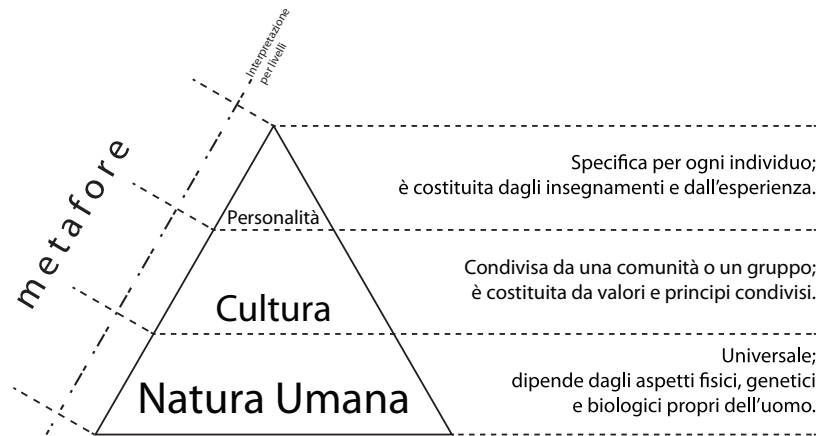 Interpretazione
per livelli
metafore
Personalità
Cultura
Natura Umana
Specifica per ogni individuo;
è costituita dagli insegnamenti e dall'esperienza.
Condivisa da una comunità o un gruppo;
è costituita da valori e principi condivisi.
Universale;
dipende dagli aspetti fisici, genetici
e biologici propri dell'uomo.